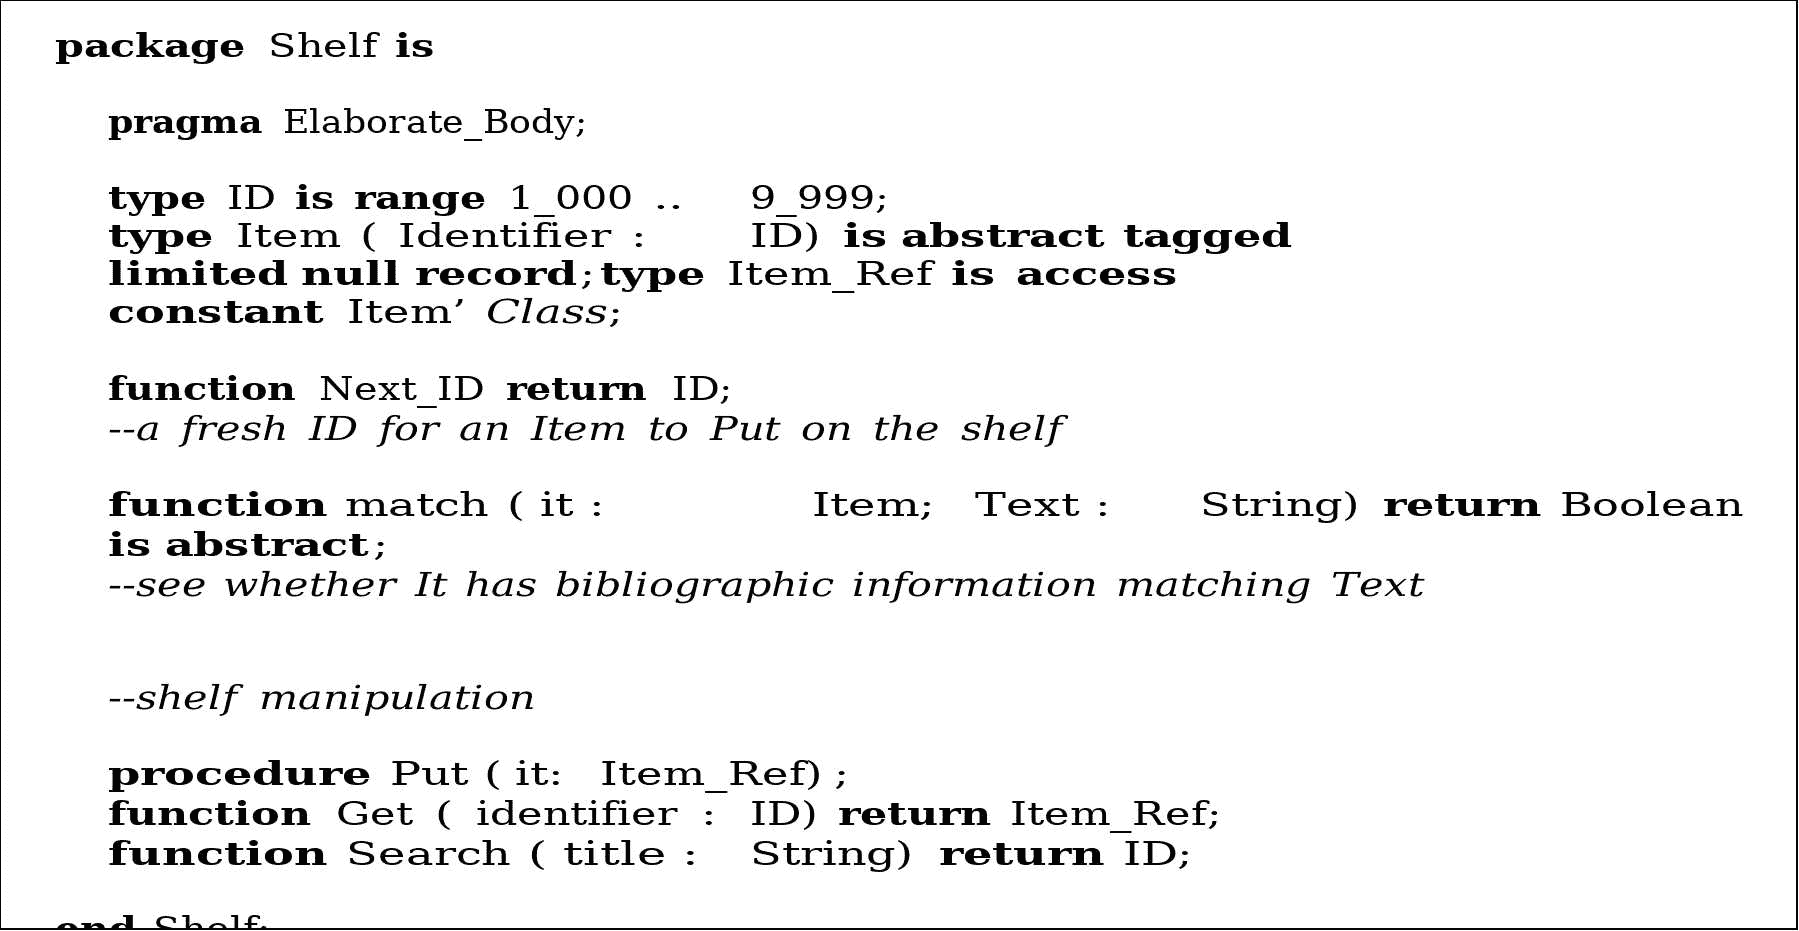 package Shelf is
pragma Elaborate_Body;
type ID is range 1_000 .. 9_999;
type Item ( Identifier : ID) is abstract tagged
limited null record;type Item_Ref is access
constant Item’ Class;
function Next_ID return ID;
--a fresh ID for an Item to Put on the shelf
function match ( it : Item; Text : String) return Boolean
is abstract;
--see whether It has bibliographic information matching Text
--shelf manipulation
procedure Put ( it: Item_Ref) ;
function Get ( identifier : ID) return Item_Ref;
function Search ( title : String) return ID;
end Shelf;